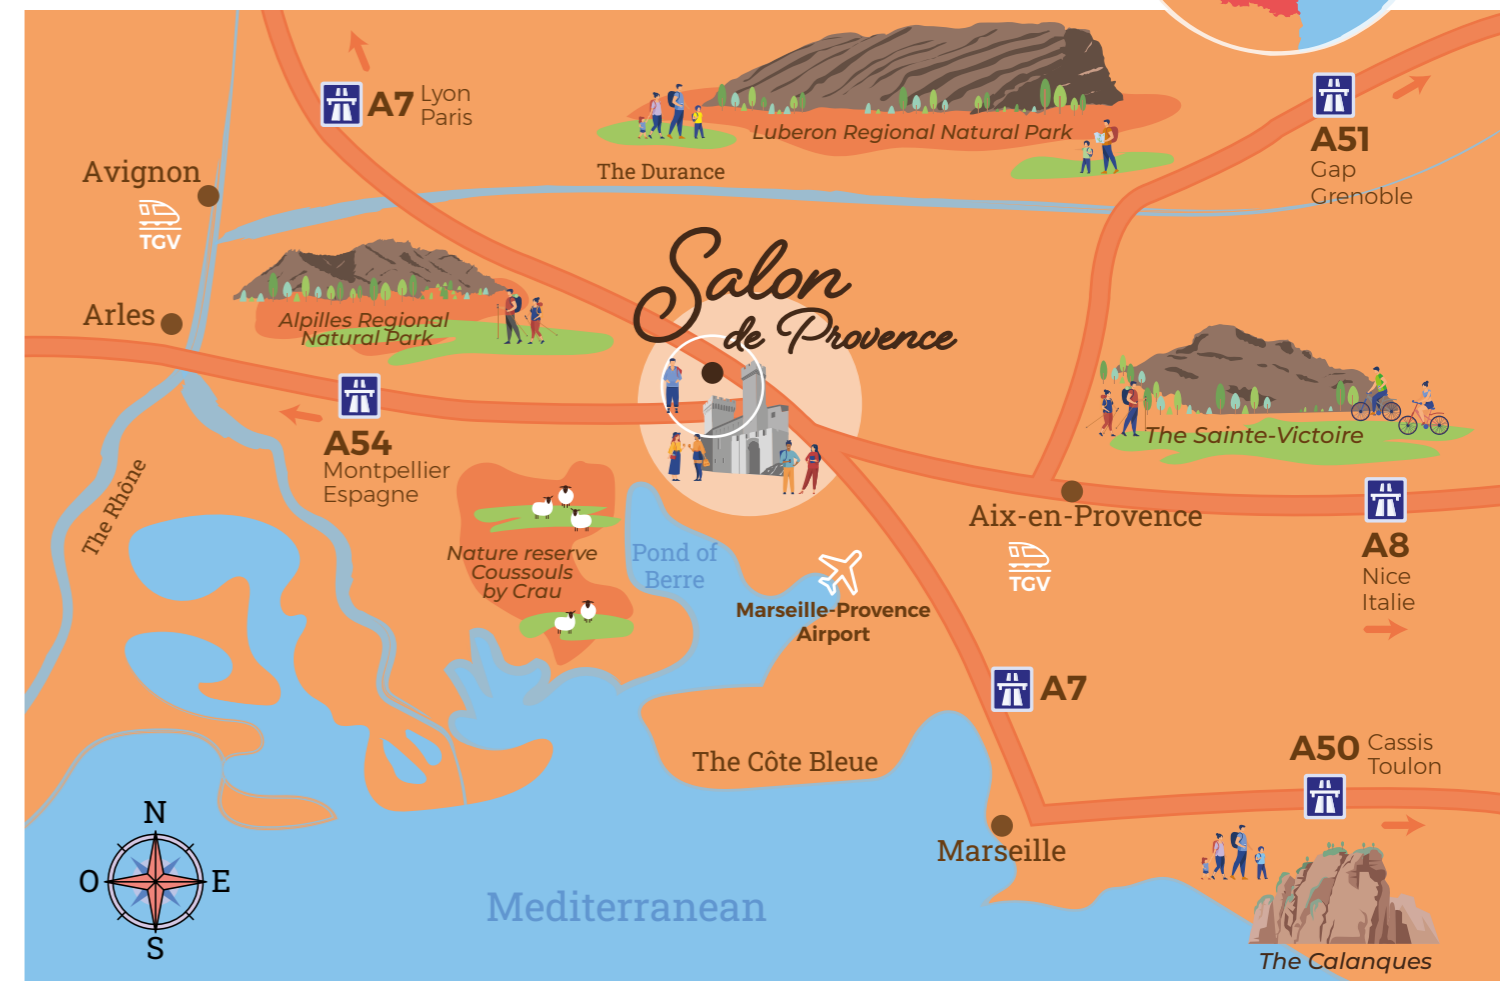 A7 Lyon
Paris
Luberon Regional Natural Park
A51
Gap
Grenoble
Avignon
TGV
The Durance
Salon
de Provence
Arles
Alpilles Regional
Natural Park
A54
Montpellier
Espagne
The Sainte-Victoire
The Rhône
Aix-en-Provence
TGV
A8
Nice
Italie
Nature reserve
Coussouls
by Crau
Pond of
Berre
Marseille-Provence
Airport
A7
The Côte Bleue
A50 Cassis
Toulon
Marseille
N
O E
S
Mediterranean
The Calanques